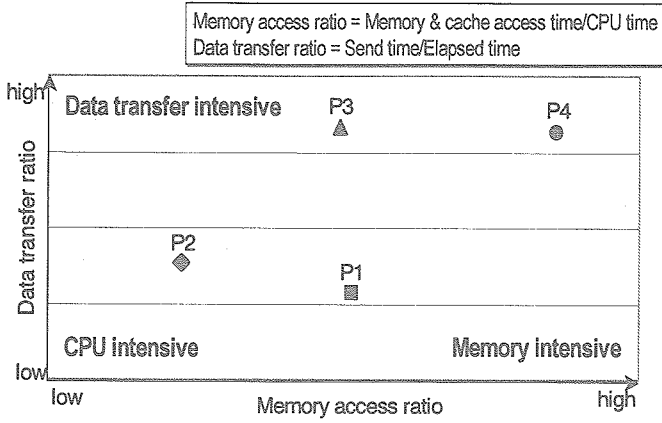 Memory access ratio = Memory & cache access time/CPU time
Data transfer ratio = Send time/Elapsed time
high
Data transfer intensive
P3
P4
Data transfer ratio
P2
P1
CPU intensive
Memory intensive
low
low
Memory access ratio
high